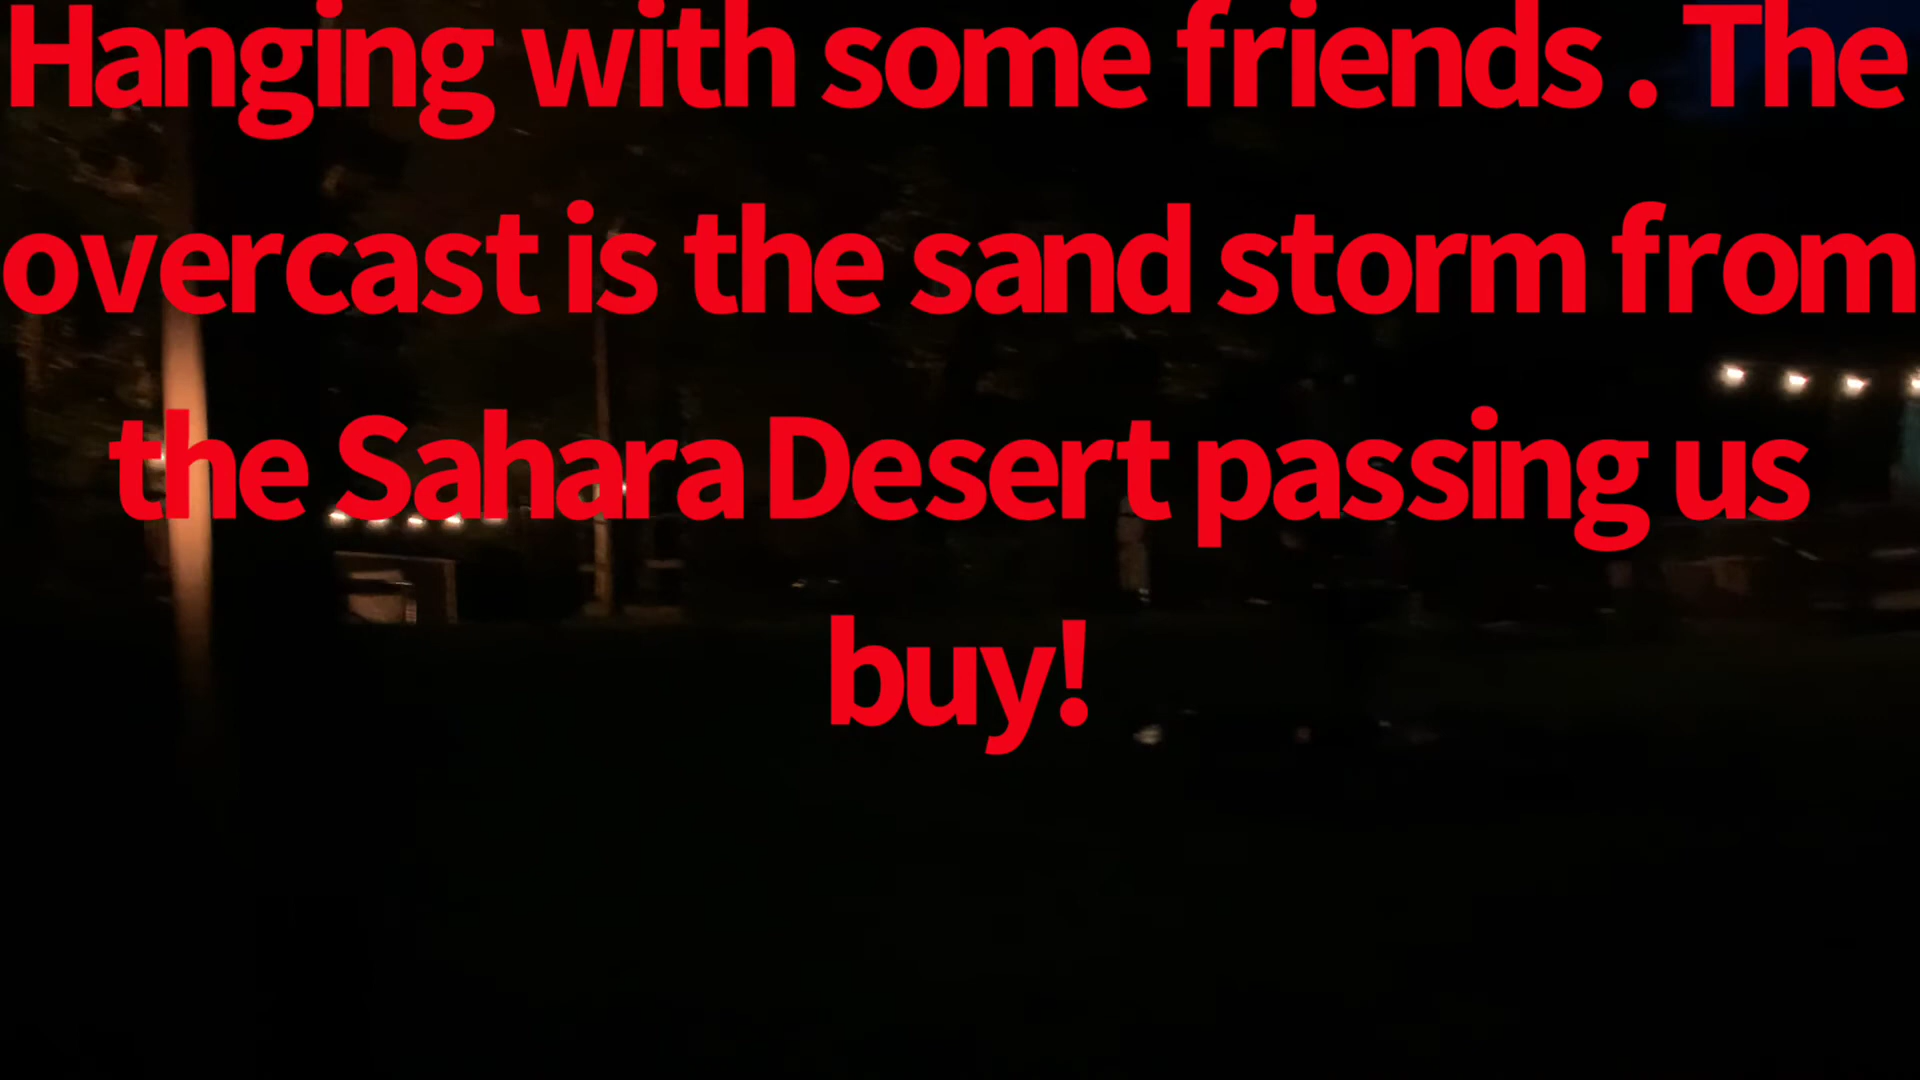 Hanging with some friends . The
overcast is the sand storm from
the Sahara Desert passing us
buy!